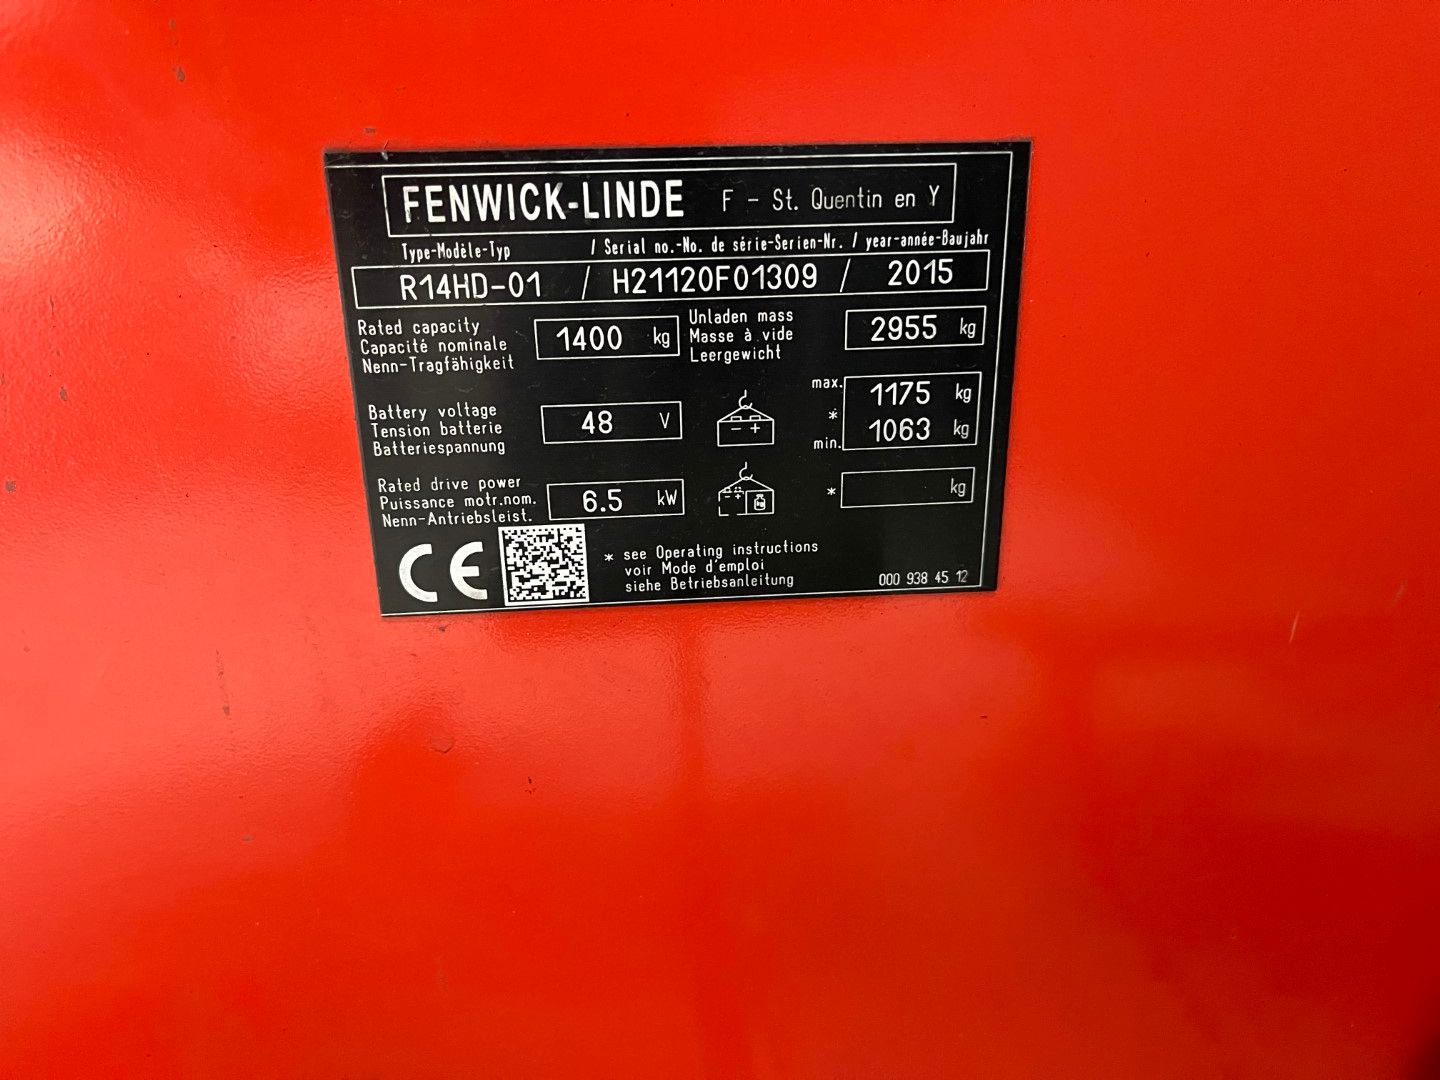 FENWICK-LINDE F - St. Quentin en Y
Type-Modèle-Typ / Serial no.-No. de série-Serien-Nr. / year-année-Baujahr
R14HD-01 / H21120F01309 / 2015
Rated capacity
Capacité nominale
Nenn-Tragfähigkeit
1400 kg
Unladen mass
Masse à vide
Leergewicht
2955 kg
Battery voltage
Tension batterie
Batteriespannung
48 V
- +
max. 1175 kg
*
min. 1063 kg
Rated drive power
Puissance motr.nom.
Nenn-Antriebsleist.
6.5 kW
- +
kg
* kg
CE
* see Operating instructions
voir Mode d'emploi
siehe Betriebsanleitung
000 938 45 12